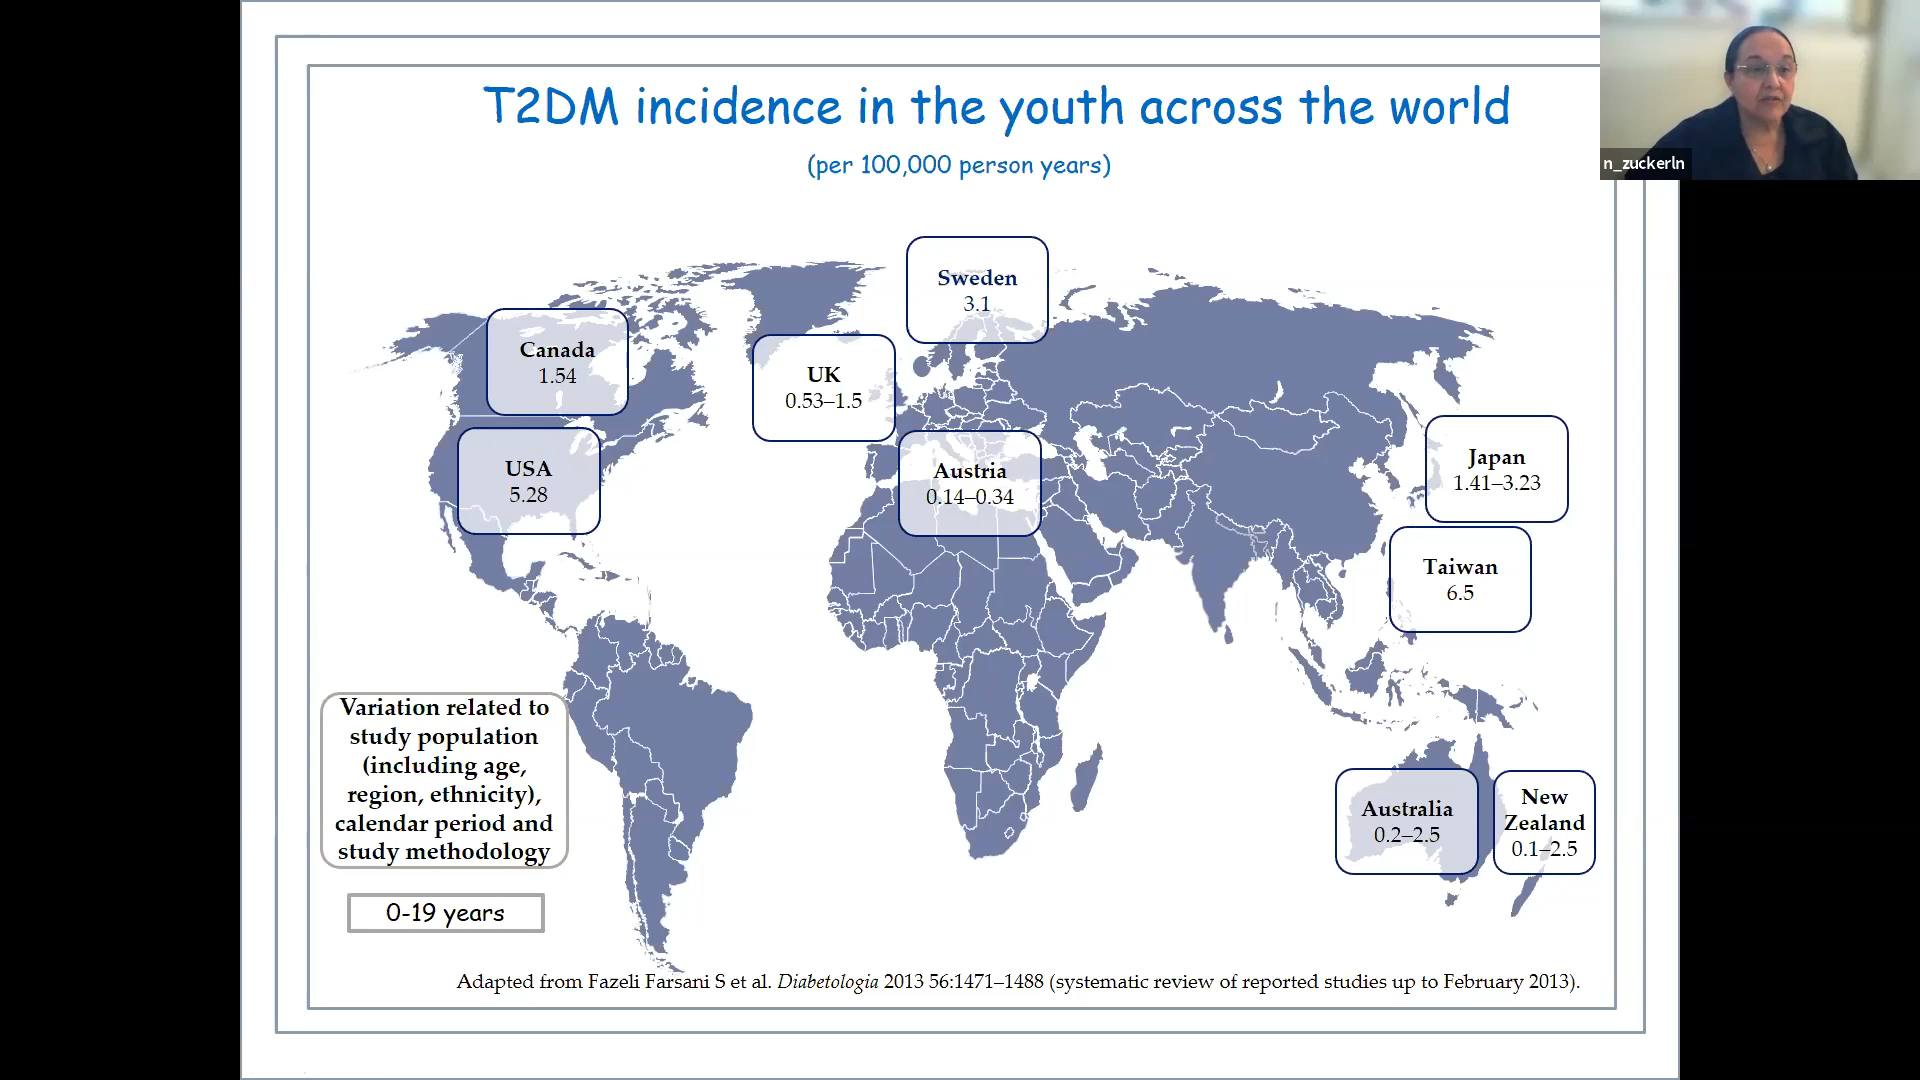 T2DM incidence in the youth across the world
(per 100,000 person years)
n_zuckerln
Sweden
3.1
Canada
1.54
UK
0.53–1.5
USA
5.28
Austria
0.14–0.34
Japan
1.41–3.23
Taiwan
6.5
Variation related to
study population
(including age,
region, ethnicity),
calendar period and
study methodology
Australia
0.2–2.5
New
Zealand
0.1–2.5
0-19 years
Adapted from Fazeli Farsani S et al. Diabetologia 2013 56:1471–1488 (systematic review of reported studies up to February 2013).